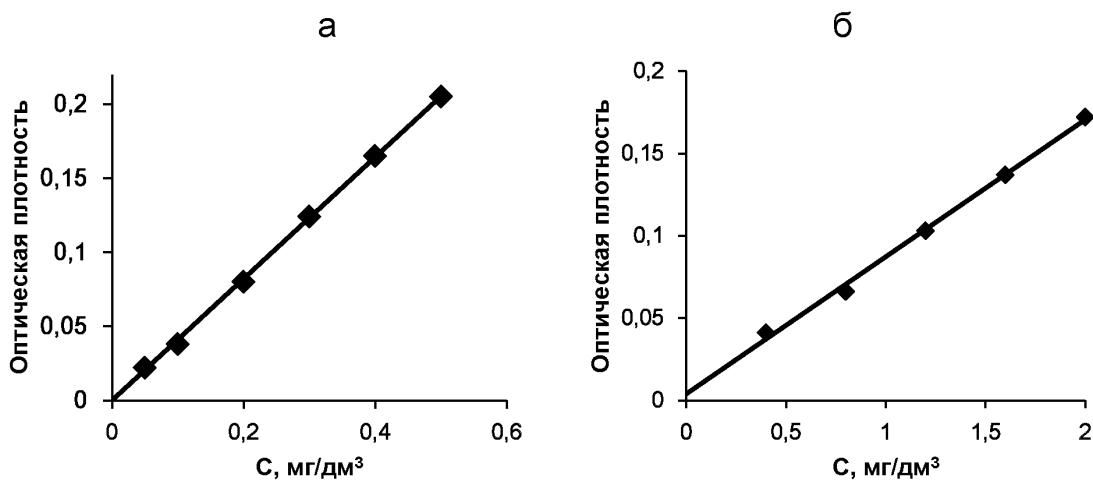 а
Оптическая плотность
0,2
0,15
0,1
0,05
0
0 0,2 0,4 0,6
С, мг/дм³
б
Оптическая плотность
0,2
0,15
0,1
0,05
0
0 0,5 1 1,5 2
С, мг/дм³